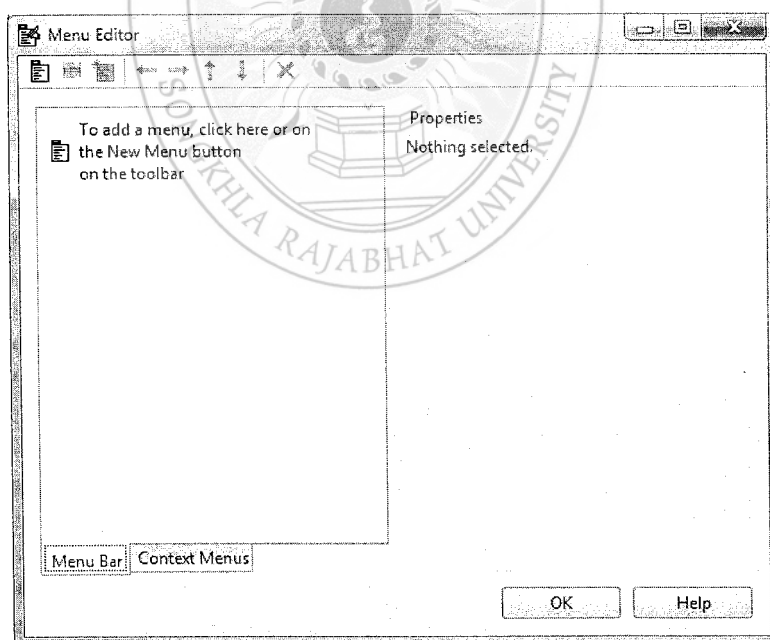 Menu Editor
To add a menu, click here or on
the New Menu button
on the toolbar
Properties
Nothing selected.
SONGKHLA RAJABHAT UNIVERSITY
Menu Bar
Context Menus
OK
Help